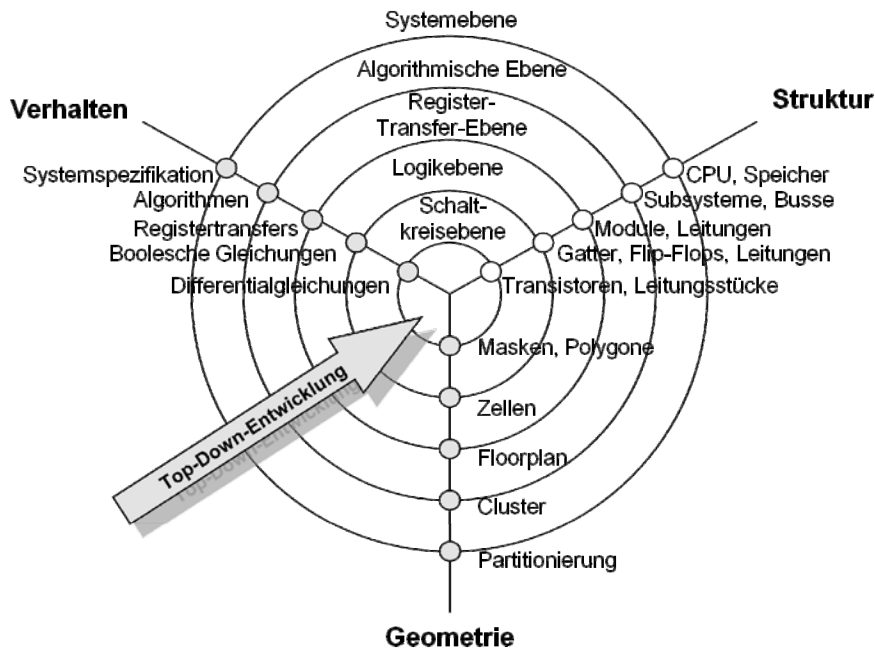 Systemebene
Algorithmische Ebene
Verhalten
Struktur
Register-
Transfer-Ebene
Logikebene
Systemspezifikation
CPU, Speicher
Algorithmen
Subsysteme, Busse
Schalt-
kreisebene
Registertransfers
Module, Leitungen
Boolesche Gleichungen
Gatter, Flip-Flops, Leitungen
Differentialgleichungen
Transistoren, Leitungsstücke
Masken, Polygone
Top-Down-Entwicklung
Zellen
Floorplan
Cluster
Partitionierung
Geometrie